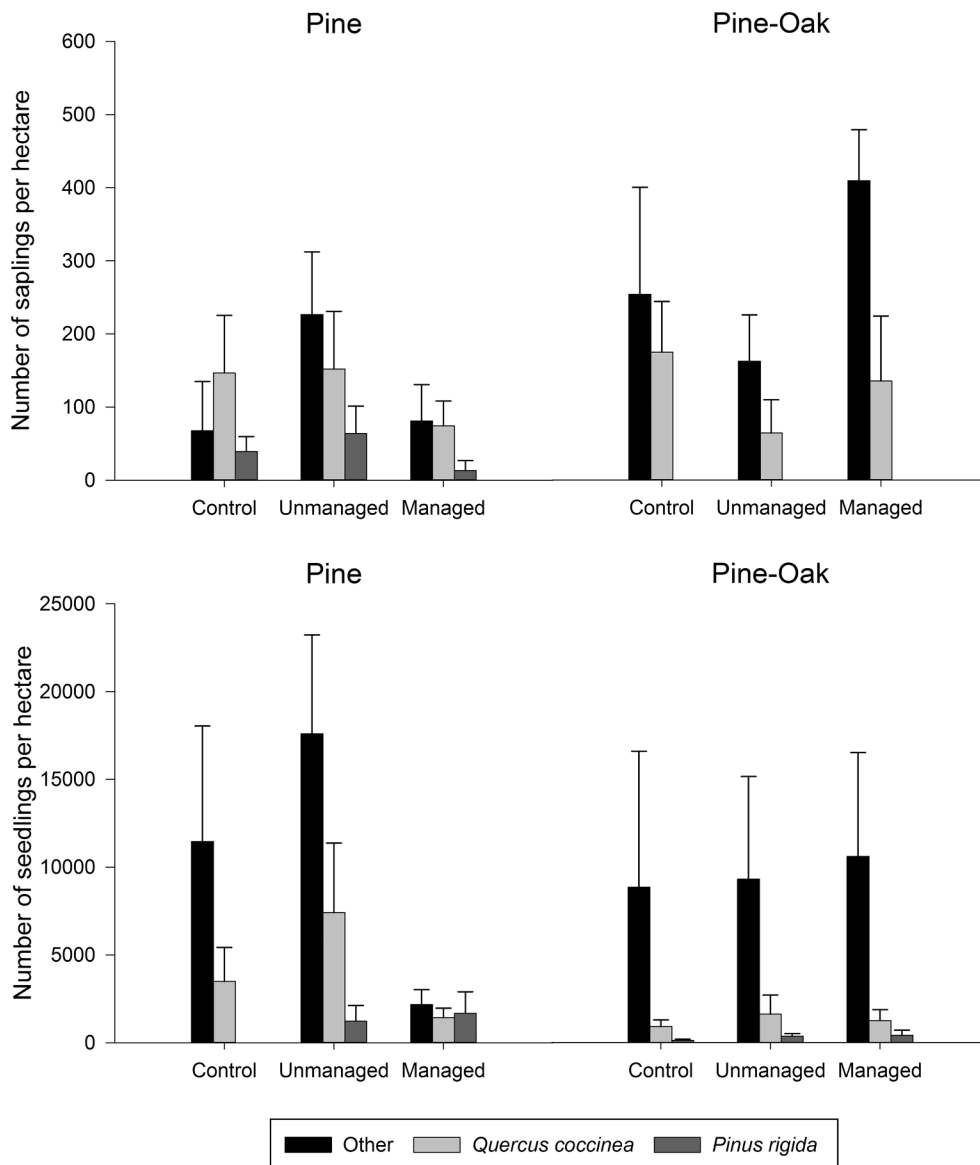 Pine Pine-Oak
Number of saplings per hectare
600
500
400
300
200
100
0
Control Unmanaged Managed Control Unmanaged Managed
Pine Pine-Oak
Number of seedlings per hectare
25000
20000
15000
10000
5000
0
Control Unmanaged Managed Control Unmanaged Managed
Other Quercus coccinea Pinus rigida